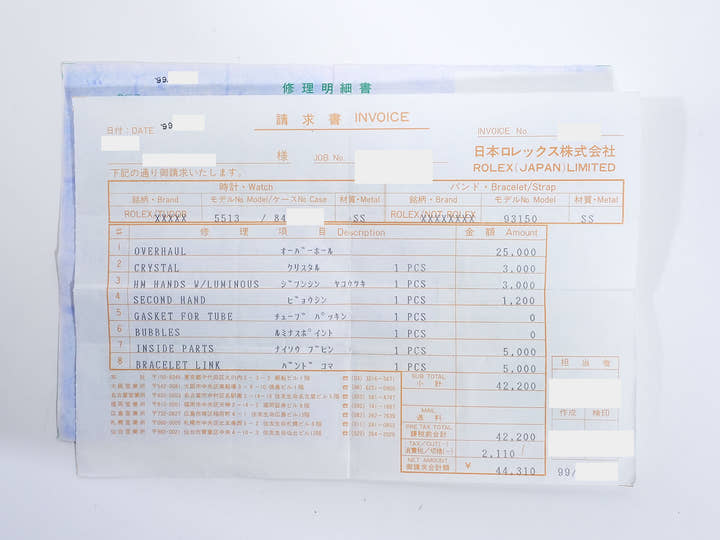 '99
修理明細書
請求書 INVOICE
日付:DATE '99
INVOICE No.
様 JOB No.
日本ロレックス株式会社
ROLEX(JAPAN)LIMITED
下記の通り御請求いたします。
時計・Watch バンド・Bracelet/Strap
銘柄・Brand モデル№ Model/ケース№ Case 材質・Metal 銘柄・Brand モデル№ Model 材質・Metal
ROLEX/TUDOR XXXXX 5513 / 84 SS ROLEX/NOT ROLEX XXXXXXXX 93150 SS
# 修理項目 Description 金額 Amount
1 OVERHAUL オーバーホール 25,000
2 CRYSTAL クリスタル 1 PCS 3,000
3 HM HANDS W/LUMINOUS ジフンシン ヤコウツキ 1 PCS 3,000
4 SECOND HAND ビョウシン 1 PCS 1,200
5 GASKET FOR TUBE チューブ パッキン 1 PCS 0
6 BUBBLES ルミナスポイント 1 PCS 0
7 INSIDE PARTS ナイソウ ブヒン 1 PCS 5,000
8 BRACELET LINK バンド コマ 1 PCS 5,000
SUB TOTAL
小計 42,200
MAIL
送料
PRE TAX TOTAL
課税前合計 42,200
TAX/CUT(-)
消費税/切捨(-) 2,110
NET AMOUNT
御請求合計額 ¥ 44,310
担当者
作成 検印
99/